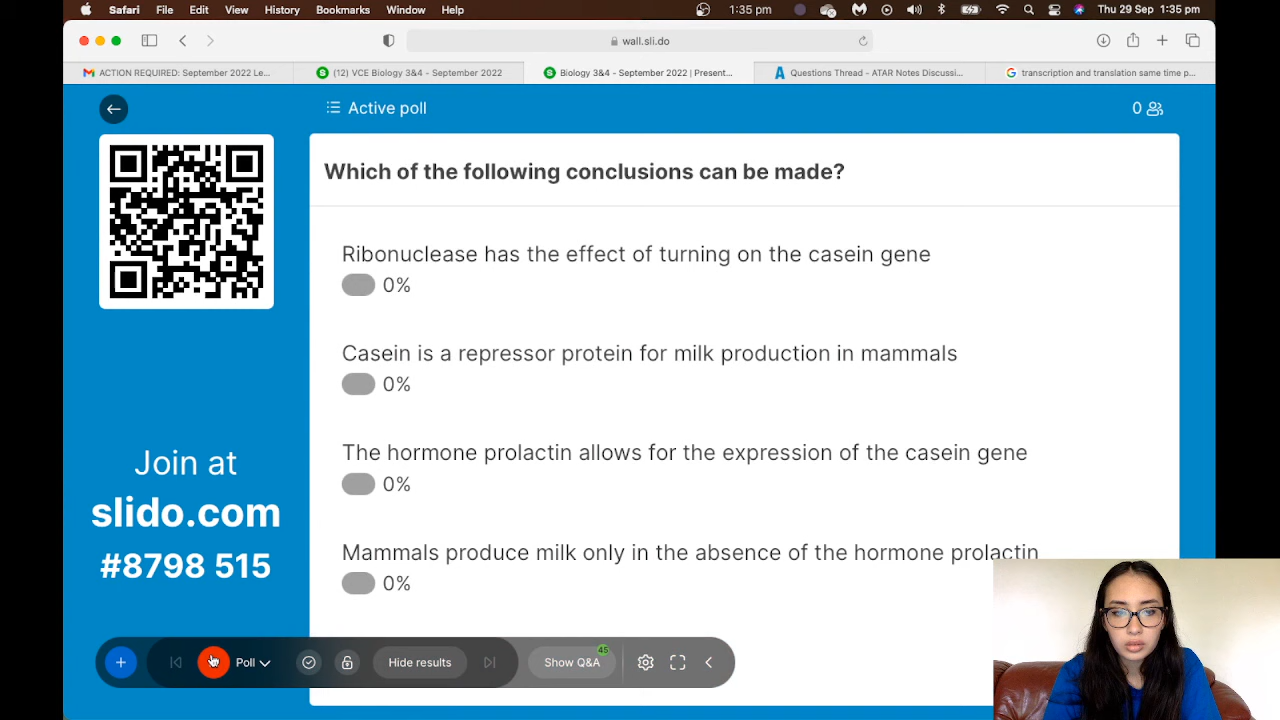 Safari File Edit View History Bookmarks Window Help 1:35 pm Thu 29 Sep 1:35 pm
wall.sli.do
ACTION REQUIRED: September 2022 Le... (12) VCE Biology 3&4 - September 2022 Biology 3&4 - September 2022 | Present... Questions Thread - ATAR Notes Discussi... transcription and translation same time p...
Active poll 0
Which of the following conclusions can be made?
Ribonuclease has the effect of turning on the casein gene
0%
Casein is a repressor protein for milk production in mammals
0%
The hormone prolactin allows for the expression of the casein gene
0%
Mammals produce milk only in the absence of the hormone prolactin
0%
Join at
slido.com
#8798 515
Poll Hide results Show Q&A 45